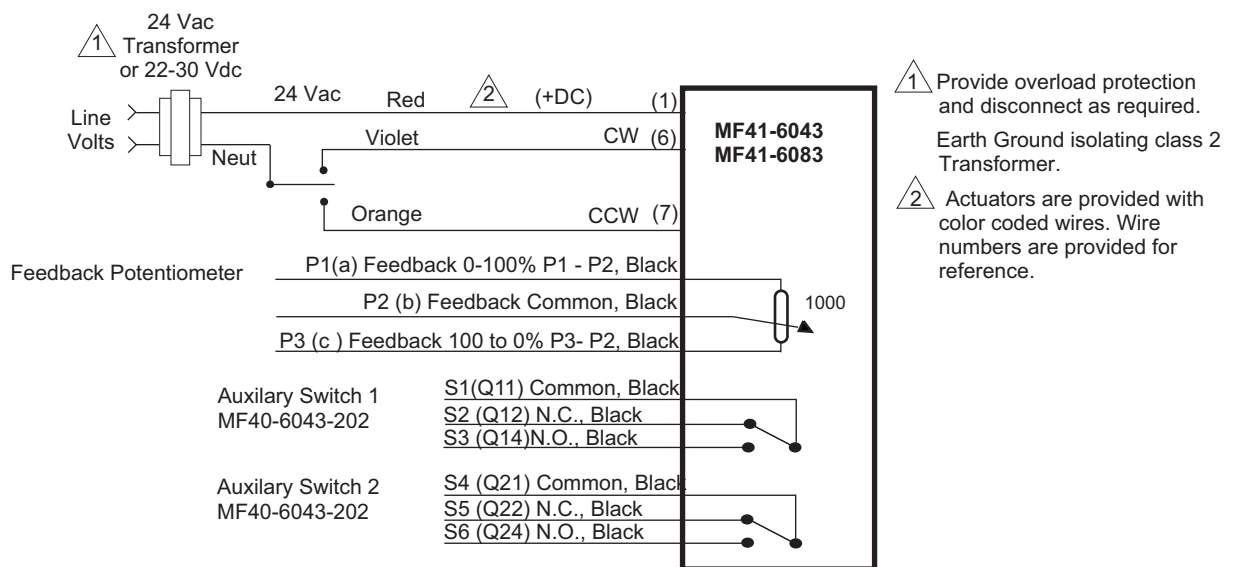 24 Vac
Transformer
or 22-30 Vdc
1
Line
Volts
24 Vac
Red
2
(+DC)
(1)
Neut
Violet
CW (6)
Orange
CCW (7)
MF41-6043
MF41-6083
Feedback Potentiometer
P1(a) Feedback 0-100% P1 - P2, Black
P2 (b) Feedback Common, Black
P3 (c ) Feedback 100 to 0% P3- P2, Black
1000
Auxilary Switch 1
MF40-6043-202
S1(Q11) Common, Black
S2 (Q12) N.C., Black
S3 (Q14)N.O., Black
Auxilary Switch 2
MF40-6043-202
S4 (Q21) Common, Black
S5 (Q22) N.C., Black
S6 (Q24) N.O., Black
1 Provide overload protection
and disconnect as required.
Earth Ground isolating class 2
Transformer.
2 Actuators are provided with
color coded wires. Wire
numbers are provided for
reference.